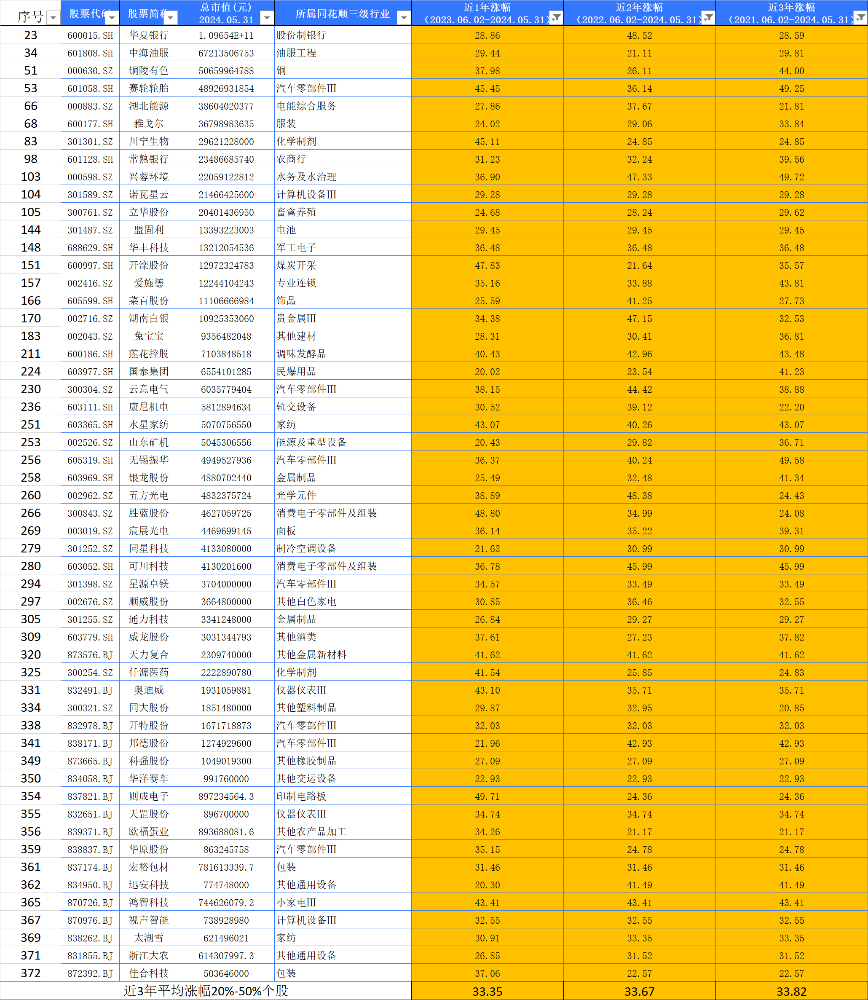 序号 股票代码 股票简称 总市值(元) 2024.05.31 所属同花顺三级行业 近1年涨幅 (2023.06.02-2024.05.31) 近2年涨幅 (2022.06.02-2024.05.31) 近3年涨幅 (2021.06.02-2024.05.31)
23 600015.SH 华夏银行 1.09654E+11 股份制银行 28.86 48.52 28.59
34 601808.SH 中海油服 67213506753 油服工程 29.44 21.11 29.81
51 000630.SZ 铜陵有色 50659964788 铜 37.98 26.11 44.00
53 601058.SH 赛轮轮胎 48926931854 汽车零部件Ⅲ 45.45 36.14 49.25
66 000883.SZ 湖北能源 38604020377 电能综合服务 27.86 37.67 21.81
68 600177.SH 雅戈尔 36798983635 服装 24.02 29.06 33.84
83 301301.SZ 川宁生物 29621228000 化学制剂 45.11 24.85 24.85
98 601128.SH 常熟银行 23486685740 农商行 31.23 32.24 39.56
103 000598.SZ 兴蓉环境 22059122812 水务及水治理 36.90 47.33 49.72
104 301589.SZ 诺瓦星云 21466425600 计算机设备Ⅲ 29.28 29.28 29.28
105 300761.SZ 立华股份 20401436950 畜禽养殖 24.68 28.24 29.62
144 301487.SZ 盟固利 13393223003 电池 29.45 29.45 29.45
148 688629.SH 华丰科技 13212054536 军工电子 36.48 36.48 36.48
151 600997.SH 开滦股份 12972324783 煤炭开采 47.83 21.64 35.57
157 002416.SZ 爱施德 12244104243 专业连锁 35.16 33.88 43.81
166 605599.SH 菜百股份 11106666984 饰品 25.59 41.25 27.73
170 002716.SZ 湖南白银 10925353060 贵金属Ⅲ 34.38 47.15 32.53
183 002043.SZ 兔宝宝 9356482048 其他建材 28.31 30.41 36.81
211 600186.SH 莲花控股 7103848518 调味发酵品 40.43 42.96 43.48
224 603977.SH 国泰集团 6554101285 民爆用品 20.02 23.54 41.23
230 300304.SZ 云意电气 6035779404 汽车零部件Ⅲ 38.15 44.42 38.88
236 603111.SH 康尼机电 5812894634 轨交设备 30.52 39.12 22.20
251 603365.SH 水星家纺 5070756550 家纺 43.07 40.26 43.07
253 002526.SZ 山东矿机 5045306556 能源及重型设备 20.43 29.82 36.71
256 605319.SH 无锡振华 4949527936 汽车零部件Ⅲ 36.37 40.24 49.58
258 603969.SH 银龙股份 4880702440 金属制品 25.49 32.48 41.34
260 002962.SZ 五方光电 4832375724 光学元件 38.89 48.38 24.43
266 300843.SZ 胜蓝股份 4627059725 消费电子零部件及组装 48.80 34.99 24.08
269 003019.SZ 宸展光电 4469699145 面板 36.14 35.22 39.31
279 301252.SZ 同星科技 4133080000 制冷空调设备 21.62 30.99 30.99
280 603052.SH 可川科技 4130201600 消费电子零部件及组装 36.78 45.99 45.99
294 301398.SZ 星源卓镁 3704000000 汽车零部件Ⅲ 34.57 33.49 33.49
297 002676.SZ 顺威股份 3664800000 其他白色家电 30.85 36.46 32.55
305 301255.SZ 通力科技 3341248000 金属制品 26.84 29.27 29.27
309 603779.SH 威龙股份 3031344793 其他酒类 37.61 27.23 37.82
320 873576.BJ 天力复合 2309740000 其他金属新材料 41.62 41.62 41.62
325 300254.SZ 仟源医药 2222890780 化学制剂 41.54 25.85 24.83
331 832491.BJ 奥迪威 1931059881 仪器仪表Ⅲ 43.10 35.71 35.71
334 300321.SZ 同大股份 1851480000 其他塑料制品 29.87 32.95 20.85
338 832978.BJ 开特股份 1671718873 汽车零部件Ⅲ 32.03 32.03 32.03
341 838171.BJ 邦德股份 1274929600 汽车零部件Ⅲ 21.96 42.93 42.93
349 873665.BJ 科强股份 1049019300 其他橡胶制品 27.09 27.09 27.09
350 834058.BJ 华洋赛车 991760000 其他交运设备 22.93 22.93 22.93
354 837821.BJ 则成电子 897234564.3 印制电路板 49.71 24.36 24.36
355 832651.BJ 天罡股份 896700000 仪器仪表Ⅲ 34.74 34.74 34.74
356 839371.BJ 欧福蛋业 893688081.6 其他农产品加工 34.26 21.17 21.17
359 838837.BJ 华原股份 863245758 汽车零部件Ⅲ 35.15 24.78 24.78
361 837174.BJ 宏裕包材 781613339.7 包装 31.46 31.46 31.46
362 834950.BJ 迅安科技 774748000 其他通用设备 20.30 41.49 41.49
365 870726.BJ 鸿智科技 744626079.2 小家电Ⅲ 43.41 43.41 43.41
367 870976.BJ 视声智能 738928980 计算机设备Ⅲ 32.55 32.55 32.55
369 838262.BJ 太湖雪 621496021 家纺 30.91 33.35 33.35
371 831855.BJ 浙江大农 614307997.3 其他通用设备 26.85 31.52 31.52
372 872392.BJ 佳合科技 503646000 包装 37.06 22.57 22.57
近3年平均涨幅20%-50%个股 33.35 33.67 33.82